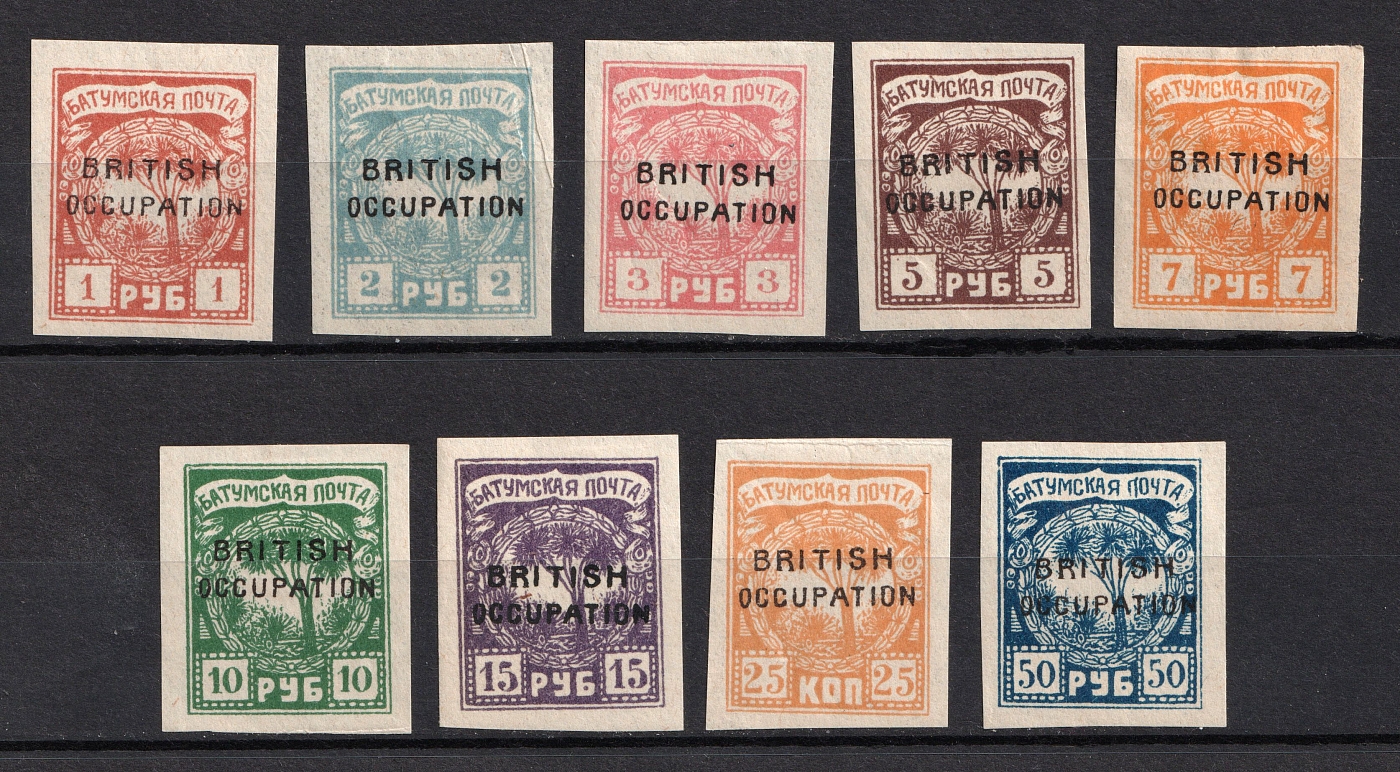 БАТУМСКАЯ ПОЧТА
BRITISH
OCCUPATION
1 РУБ 1
БАТУМСКАЯ ПОЧТА
BRITISH
OCCUPATION
2 РУБ 2
БАТУМСКАЯ ПОЧТА
BRITISH
OCCUPATION
3 РУБ 3
БАТУМСКАЯ ПОЧТА
BRITISH
OCCUPATION
5 РУБ 5
БАТУМСКАЯ ПОЧТА
BRITISH
OCCUPATION
7 РУБ 7
БАТУМСКАЯ ПОЧТА
BRITISH
OCCUPATION
10 РУБ 10
БАТУМСКАЯ ПОЧТА
BRITISH
OCCUPATION
15 РУБ 15
БАТУМСКАЯ ПОЧТА
BRITISH
OCCUPATION
25 КОП 25
БАТУМСКАЯ ПОЧТА
BRITISH
OCCUPATION
50 РУБ 50